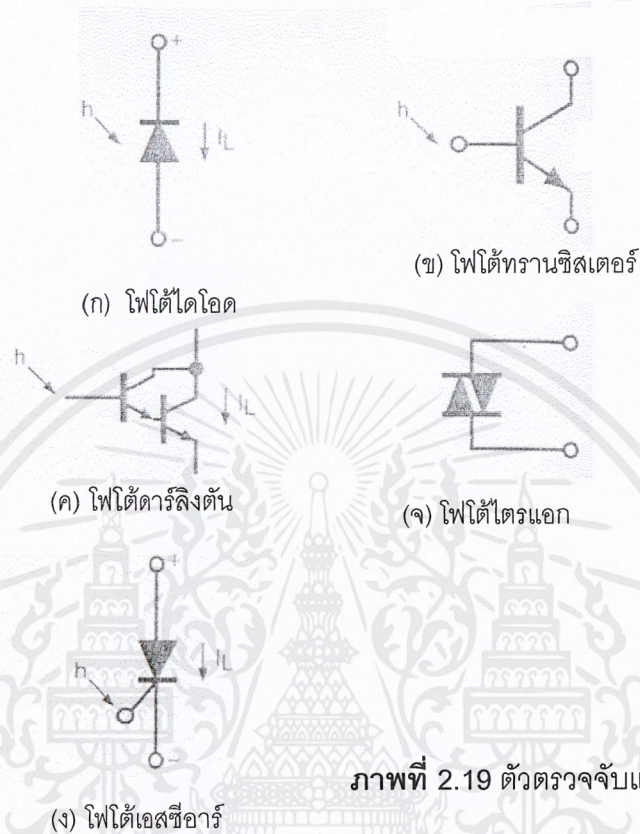 +
h
I_L
−
(ก) โฟโต้ไดโอด
h
(ข) โฟโต้ทรานซิสเตอร์
h
I_L
(ค) โฟโต้ดาร์ลิงตัน
(จ) โฟโต้ไตรแอก
+
h
I_L
−
(ง) โฟโต้เอสซีอาร์
ภาพที่ 2.19 ตัวตรวจจับแ